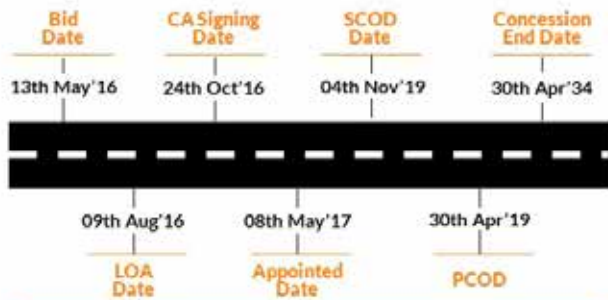 Bid
Date
13th May'16
CA Signing
Date
24th Oct'16
SCOD
Date
04th Nov'19
Concession
End Date
30th Apr'34
09th Aug'16
LOA
Date
08th May'17
Appointed
Date
30th Apr'19
PCOD